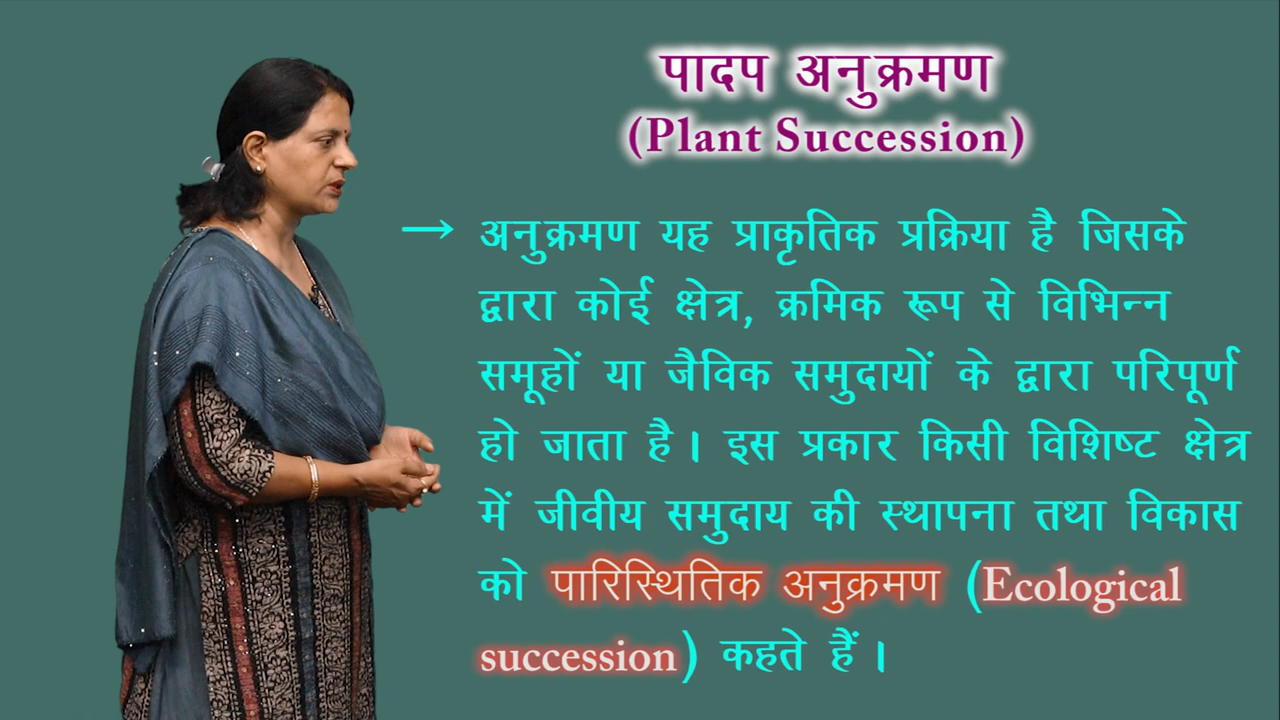 पादप अनुक्रमण
(Plant Succession)
→ अनुक्रमण यह प्राकृतिक प्रक्रिया है जिसके
द्वारा कोई क्षेत्र, क्रमिक रूप से विभिन्न
समूहों या जैविक समुदायों के द्वारा परिपूर्ण
हो जाता है। इस प्रकार किसी विशिष्ट क्षेत्र
में जीवीय समुदाय की स्थापना तथा विकास
को पारिस्थितिक अनुक्रमण (Ecological
succession) कहते हैं।